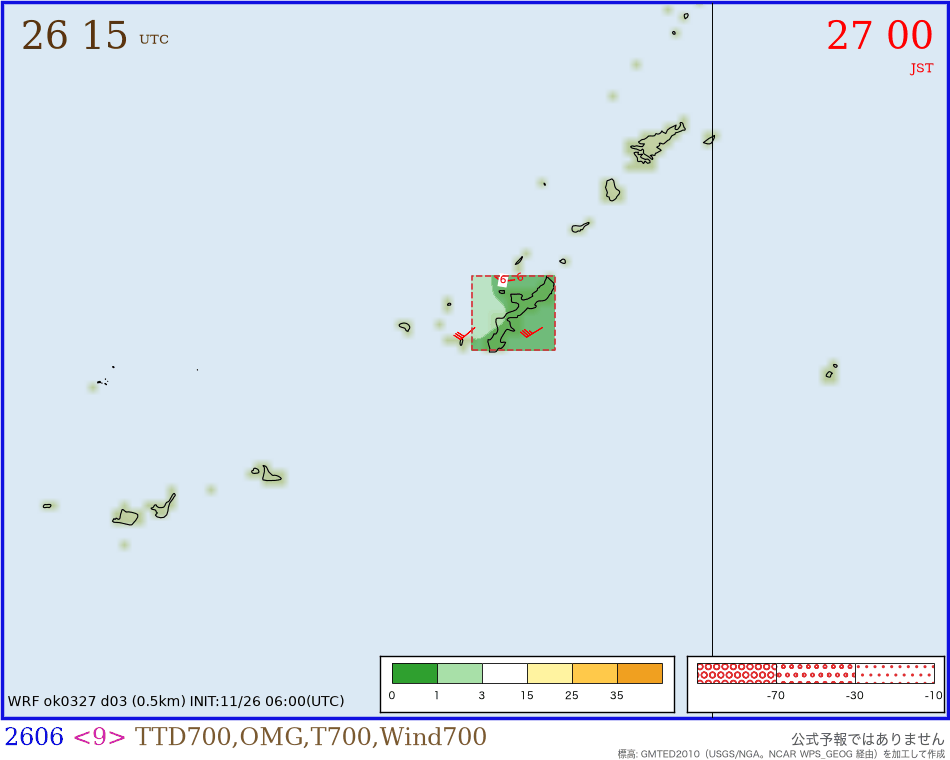 26 15 UTC
27 00
JST
6 6
0 1 3 15 25 35
-70 -30 -10
WRF ok0327 d03 (0.5km) INIT:11/26 06:00(UTC)
2606 <9> TTD700,OMG,T700,Wind700
公式予報ではありません
標高: GMTED2010（USGS/NGA。NCAR WPS_GEOG 経由）を加工して作成